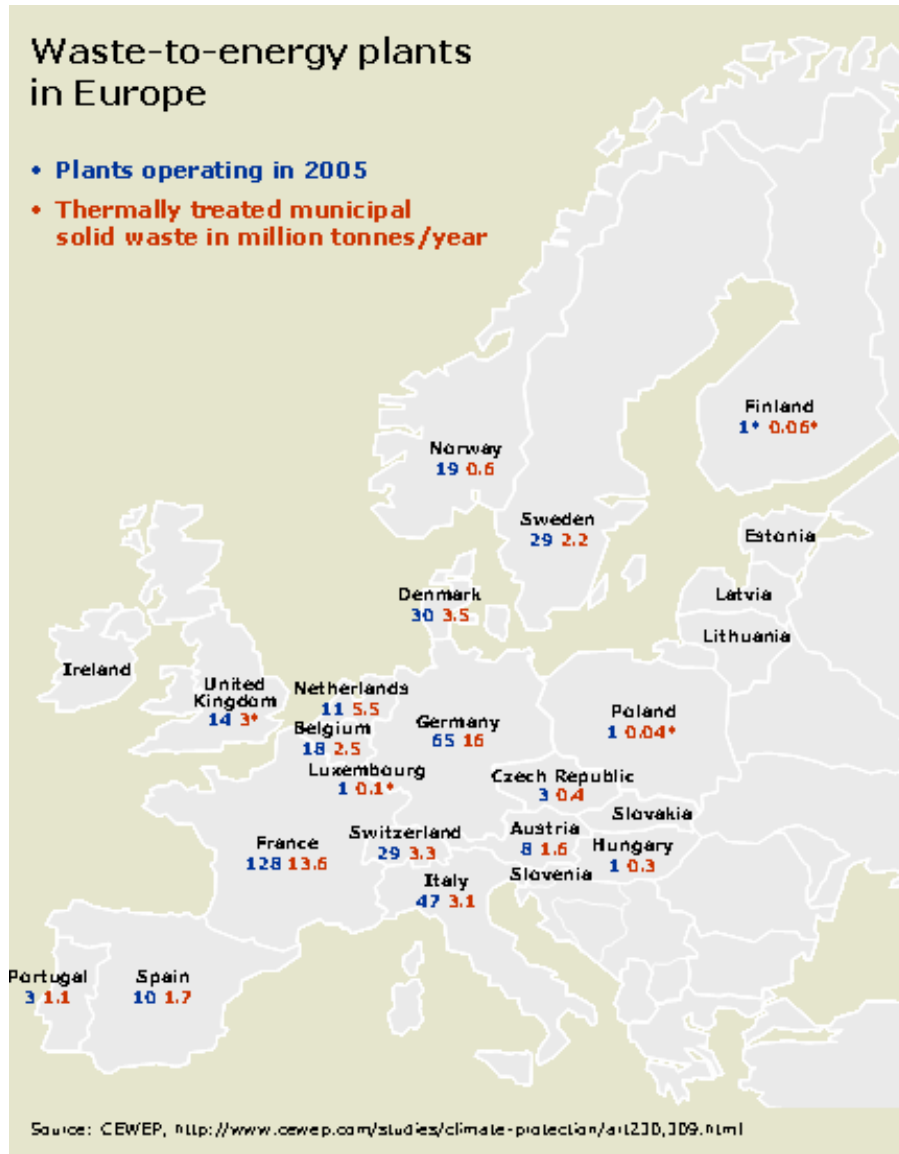 Waste-to-energy plants
in Europe
• Plants operating in 2005
• Thermally treated municipal
solid waste in million tonnes/year
Finland
1* 0.06*
Norway
19 0.6
Sweden
29 2.2
Estonia
Denmark
30 3.5
Latvia
Lithuania
Ireland
United
Kingdom
14 3*
Netherlands
11 5.5
Belgium
18 2.5
Germany
65 16
Poland
1 0.04*
Luxembourg
1 0.1*
Czech Republic
3 0.4
Slovakia
France
128 13.6
Switzerland
29 3.3
Austria
8 1.6
Hungary
1 0.3
Slovenia
Italy
47 3.1
Portugal
3 1.1
Spain
10 1.7
Source: CEWEP, http://www.cewep.com/studies/climate-protection/art230,309.html